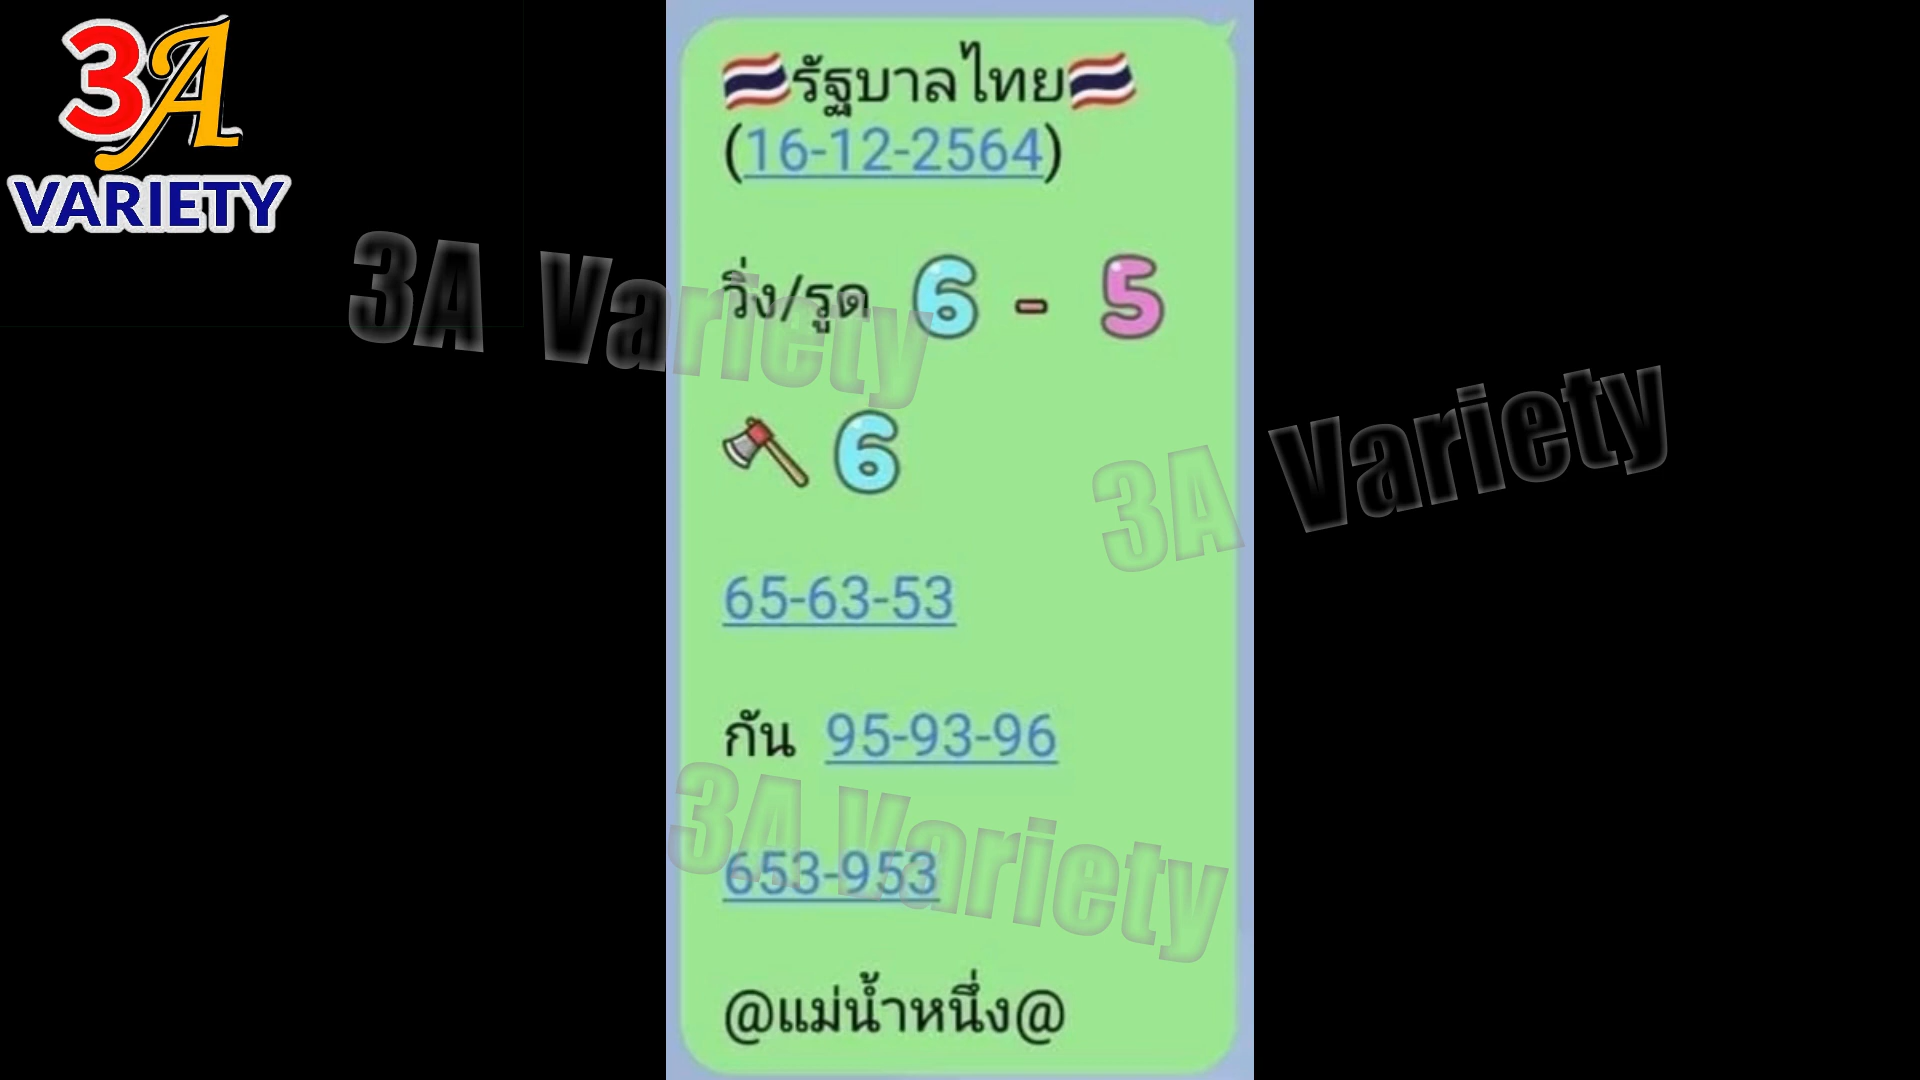 3A
VARIETY
🇹🇭รัฐบาลไทย🇹🇭
(16-12-2564)
วิ่ง/รูด 6 - 5
🪓 6
65-63-53
กัน 95-93-96
653-953
@แม่น้ำหนึ่ง@
3A Variety
3A Variety
3A Variety